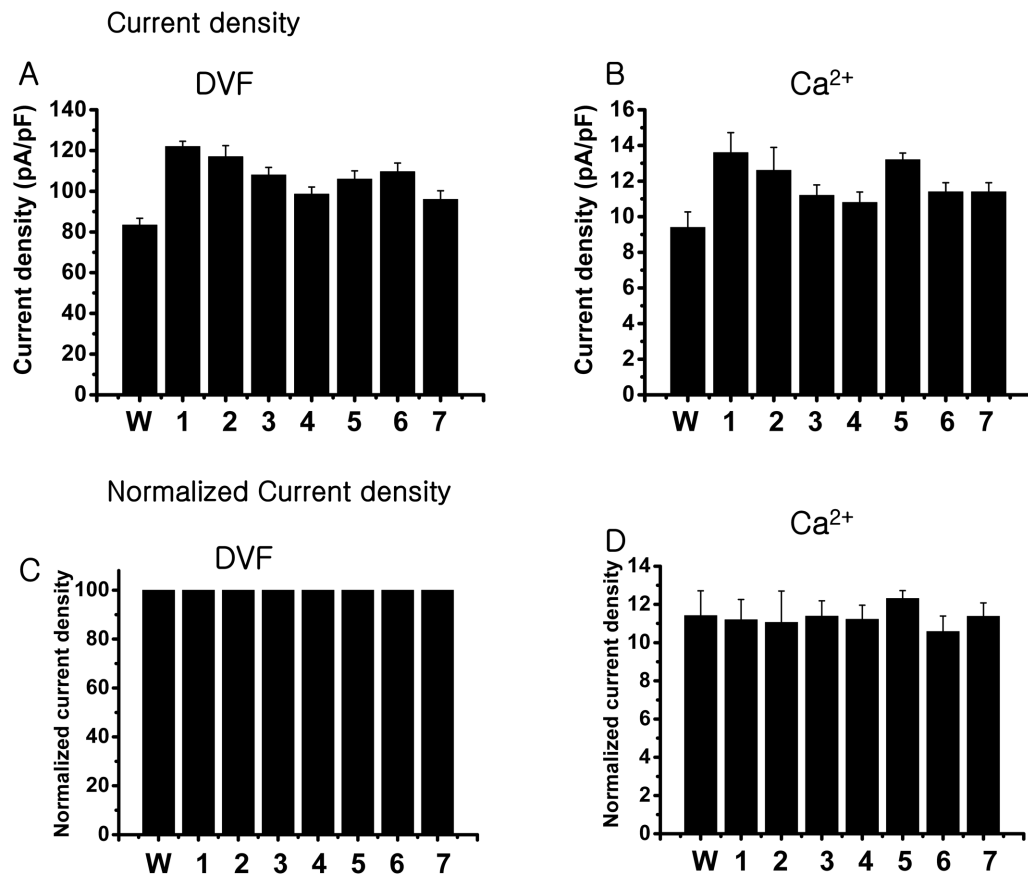 Current density
A
DVF
Current density (pA/pF)
140
120
100
80
60
40
20
0
W 1 2 3 4 5 6 7
B
Ca²⁺
Current density (pA/pF)
16
14
12
10
8
6
4
2
0
W 1 2 3 4 5 6 7
Normalized Current density
C
DVF
Normalized current density
100
80
60
40
20
0
W 1 2 3 4 5 6 7
D
Ca²⁺
Normalized current density
14
12
10
8
6
4
2
0
W 1 2 3 4 5 6 7